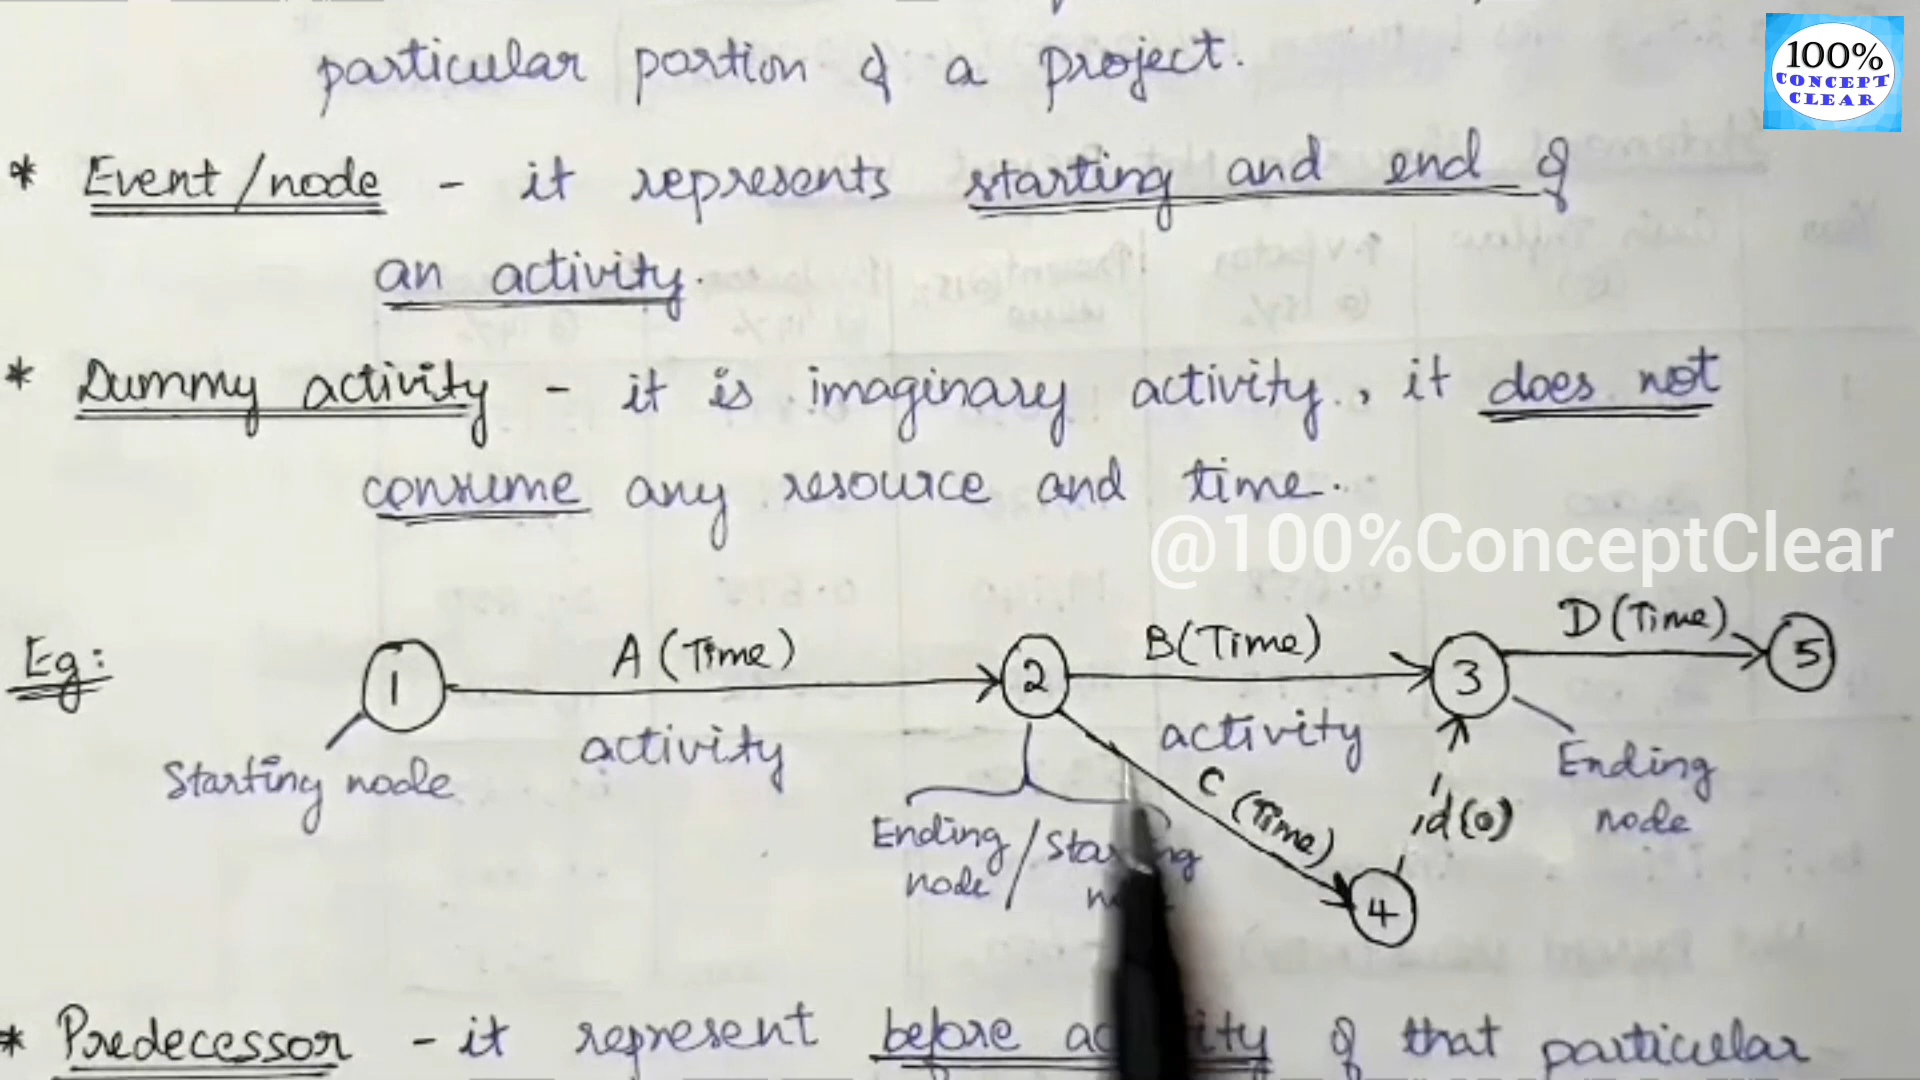 particular portion of a project.
100%
CONCEPT
CLEAR
* Event/node - it represents starting and end of
an activity.
* Dummy activity - it is imaginary activity, it does not
consume any resource and time.
@100%ConceptClear
Eg:
1 A (Time) 2 B(Time) 3 D(Time) 5
activity activity
Starting node
C (Time)
d(0)
Ending
node
Ending
node /
4
* Predecessor - it represent before of that particular